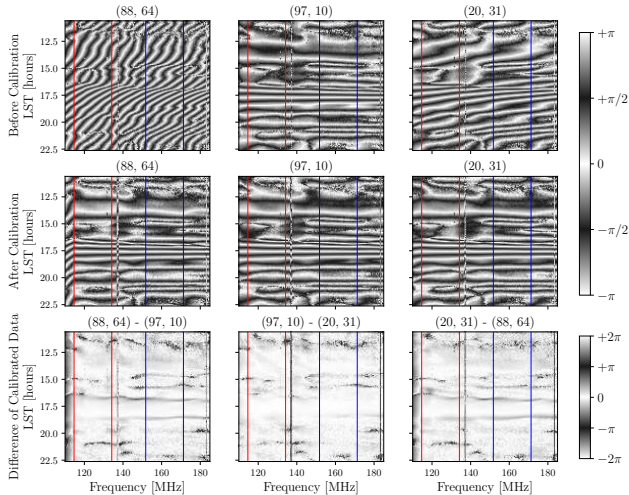 (88, 64) (97, 10) (20, 31)
Before Calibration
LST [hours]
12.5
15.0
17.5
20.0
22.5
(88, 64) (97, 10) (20, 31)
After Calibration
LST [hours]
12.5
15.0
17.5
20.0
22.5
(88, 64) - (97, 10) (97, 10) - (20, 31) (20, 31) - (88, 64)
Difference of Calibrated Data
LST [hours]
12.5
15.0
17.5
20.0
22.5
120 140 160 180 120 140 160 180 120 140 160 180
Frequency [MHz] Frequency [MHz] Frequency [MHz]
+π
+π/2
0
−π/2
−π
+2π
+π
0
−π
−2π